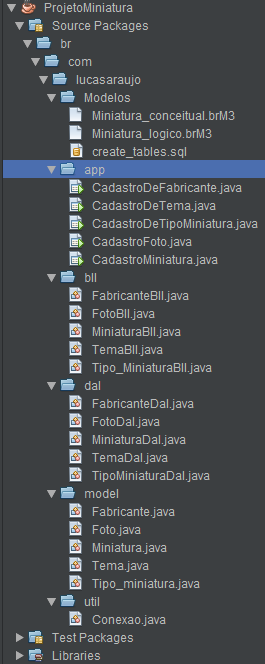 ProjetoMiniatura
Source Packages
br
com
lucasaraujo
Modelos
Miniatura_conceitual.brM3
Miniatura_logico.brM3
create_tables.sql
app
CadastroDeFabricante.java
CadastroDeTema.java
CadastroDeTipoMiniatura.java
CadastroFoto.java
CadastroMiniatura.java
bll
FabricanteBll.java
FotoBll.java
MiniaturaBll.java
TemaBll.java
Tipo_MiniaturaBll.java
dal
FabricanteDal.java
FotoDal.java
MiniaturaDal.java
TemaDal.java
TipoMiniaturaDal.java
model
Fabricante.java
Foto.java
Miniatura.java
Tema.java
Tipo_miniatura.java
util
Conexao.java
Test Packages
Libraries